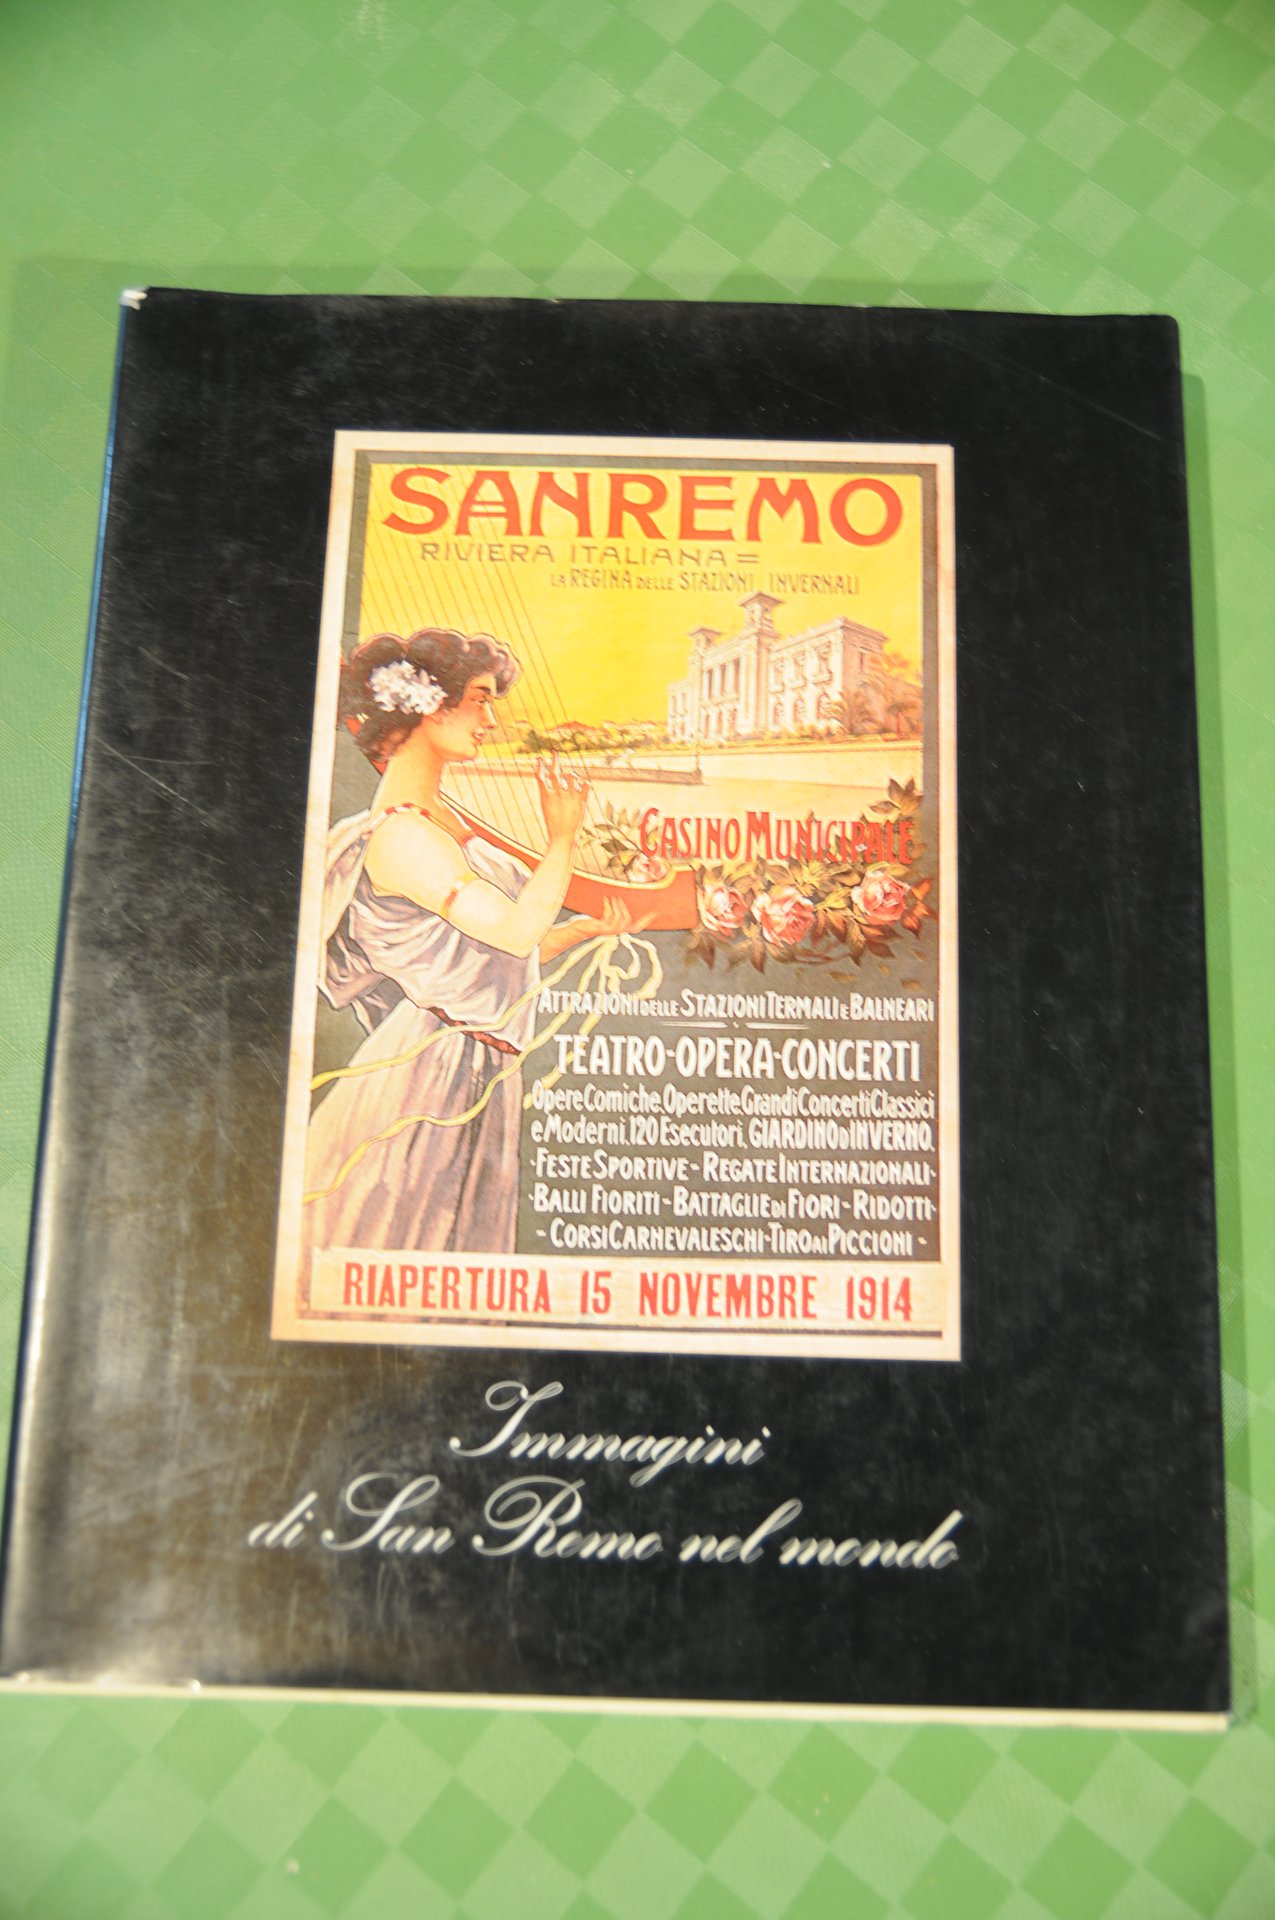 SANREMO
RIVIERA ITALIANA =
LA REGINA DELLE STAZIONI INVERNALI
CASINO MUNICIPALE
ATTRAZIONI DELLE STAZIONI TERMALI E BALNEARI
TEATRO-OPERA-CONCERTI
Opere Comiche, Operette, Grandi Concerti Classici
e Moderni, 120 Esecutori, GIARDINO D'INVERNO,
-FESTE SPORTIVE - REGATE INTERNAZIONALI-
-BALLI FIORITI - BATTAGLIE DI FIORI - RIDOTTI-
- CORSI CARNEVALESCHI - TIRO AI PICCIONI -
RIAPERTURA 15 NOVEMBRE 1914
Immagini
di San Remo nel mondo